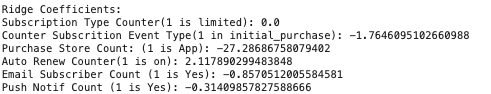 Ridge Coefficients:
Subscription Type Counter(1 is limited): 0.0
Counter Subscrition Event Type(1 in initial_purchase): -1.7646095102660988
Purchase Store Count: (1 is App): -27.28686758079402
Auto Renew Counter(1 is on): 2.117890299483848
Email Subscriber Count (1 is Yes): -0.8570512005584581
Push Notif Count (1 is Yes): -0.31409857827588666